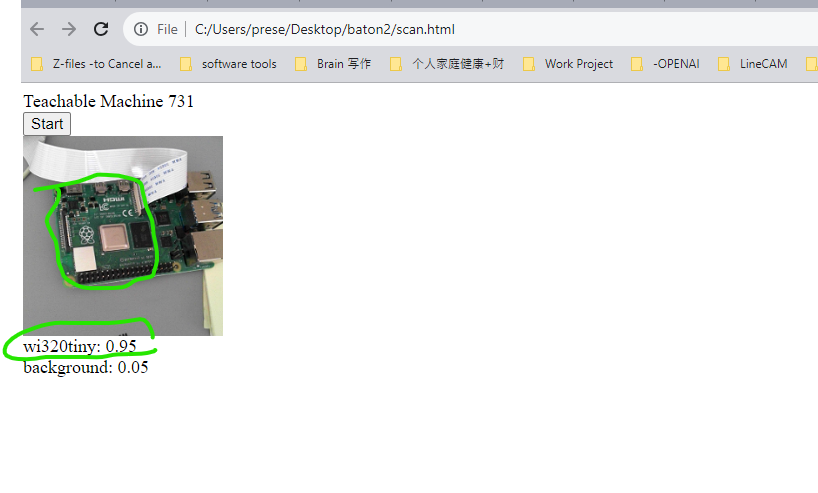 File
C:/Users/prese/Desktop/baton2/scan.html
Z-files -to Cancel a...
software tools
Brain 写作
个人家庭健康+财
Work Project
-OPENAI
LineCAM
Teachable Machine 731
Start
HDMI
CE
wi320tiny: 0.95
background: 0.05